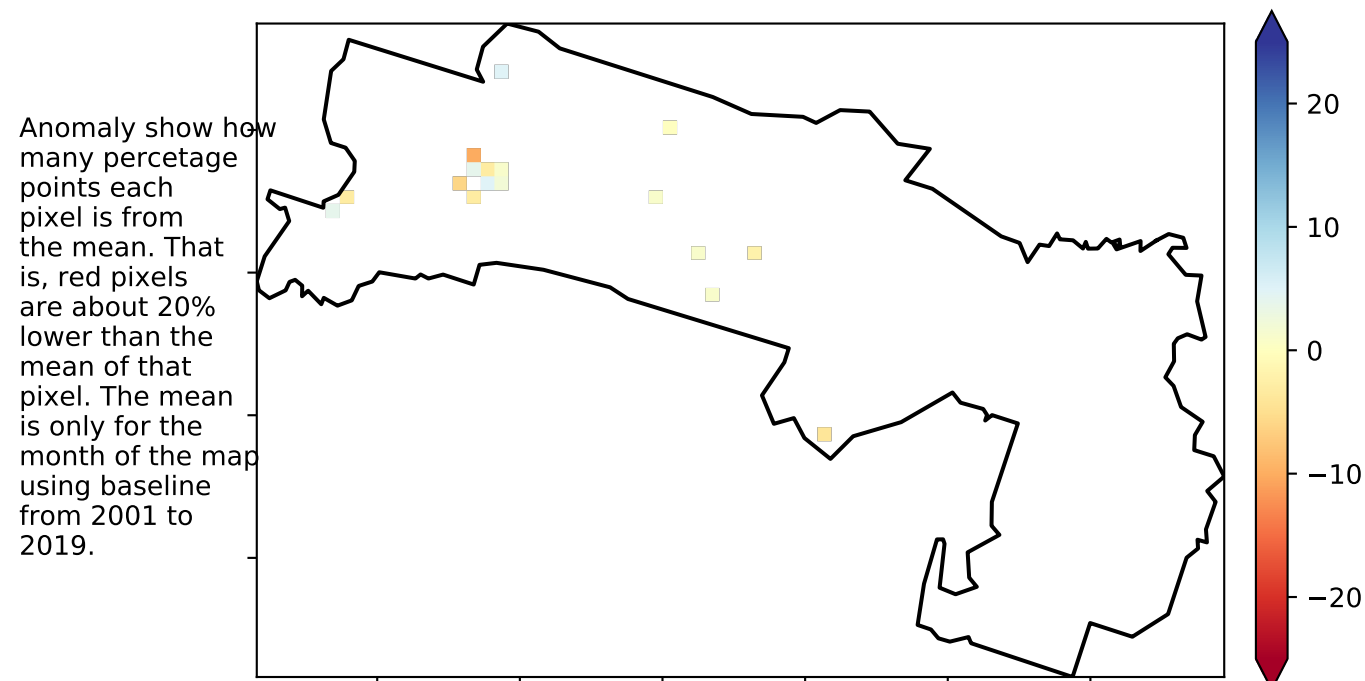 Anomaly show how
many percetage
points each
pixel is from
the mean. That
is, red pixels
are about 20%
lower than the
mean of that
pixel. The mean
is only for the
month of the map
using baseline
from 2001 to
2019.
20
10
0
−10
−20